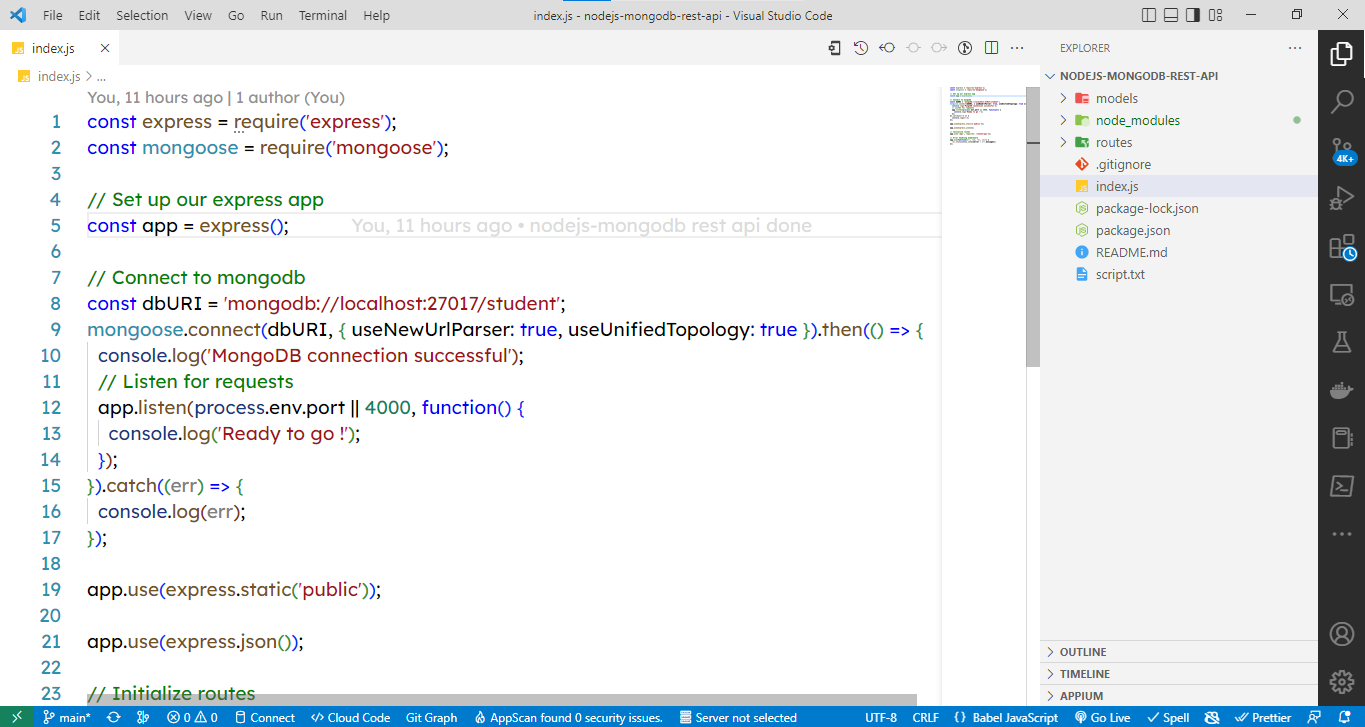 File Edit Selection View Go Run Terminal Help
index.js - nodejs-mongodb-rest-api - Visual Studio Code
JS index.js
JS index.js > ...
You, 11 hours ago | 1 author (You)
1 const express = require('express');
2 const mongoose = require('mongoose');
3
4 // Set up our express app
5 const app = express(); You, 11 hours ago • nodejs-mongodb rest api done
6
7 // Connect to mongodb
8 const dbURI = 'mongodb://localhost:27017/student';
9 mongoose.connect(dbURI, { useNewUrlParser: true, useUnifiedTopology: true }).then(() => {
10 console.log('MongoDB connection successful');
11 // Listen for requests
12 app.listen(process.env.port || 4000, function() {
13 console.log('Ready to go !');
14 });
15 }).catch((err) => {
16 console.log(err);
17 });
18
19 app.use(express.static('public'));
20
21 app.use(express.json());
22
23 // Initialize routes
EXPLORER
NODEJS-MONGODB-REST-API
models
node_modules
routes
.gitignore
JS index.js
package-lock.json
package.json
README.md
script.txt
OUTLINE
TIMELINE
APPIUM
4K+
main* 0 0 Connect Cloud Code Git Graph AppScan found 0 security issues. Server not selected
UTF-8 CRLF {} Babel JavaScript Go Live Spell Prettier